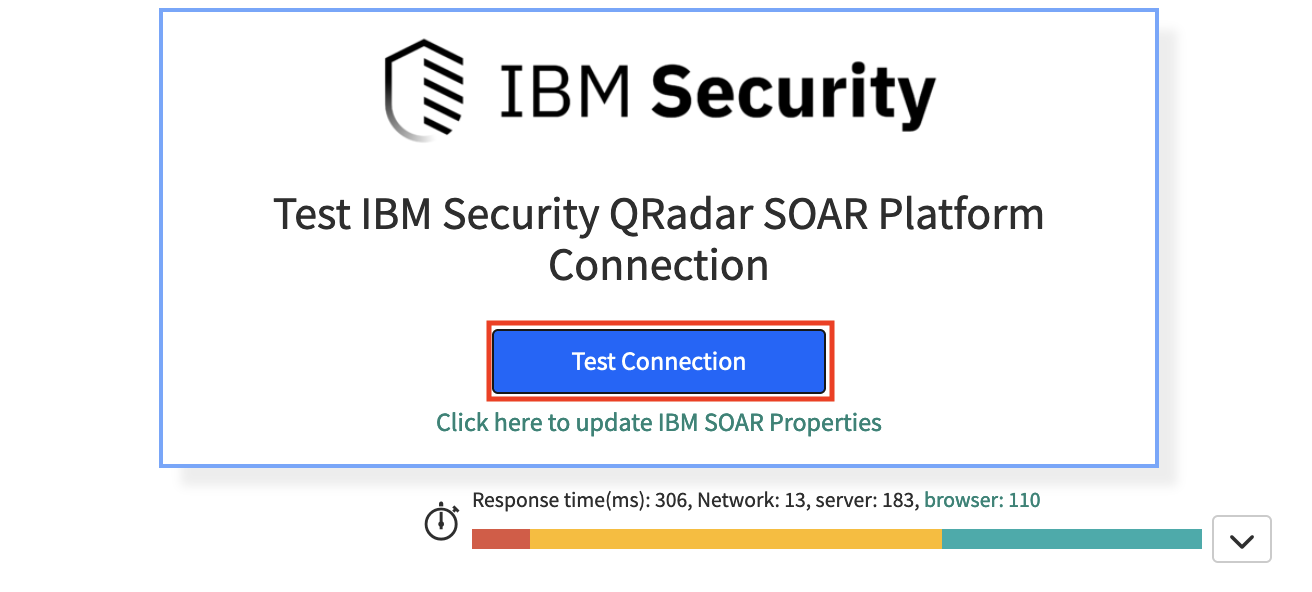 IBM Security
Test IBM Security QRadar SOAR Platform
Connection
Test Connection
Click here to update IBM SOAR Properties
Response time(ms): 306, Network: 13, server: 183, browser: 110